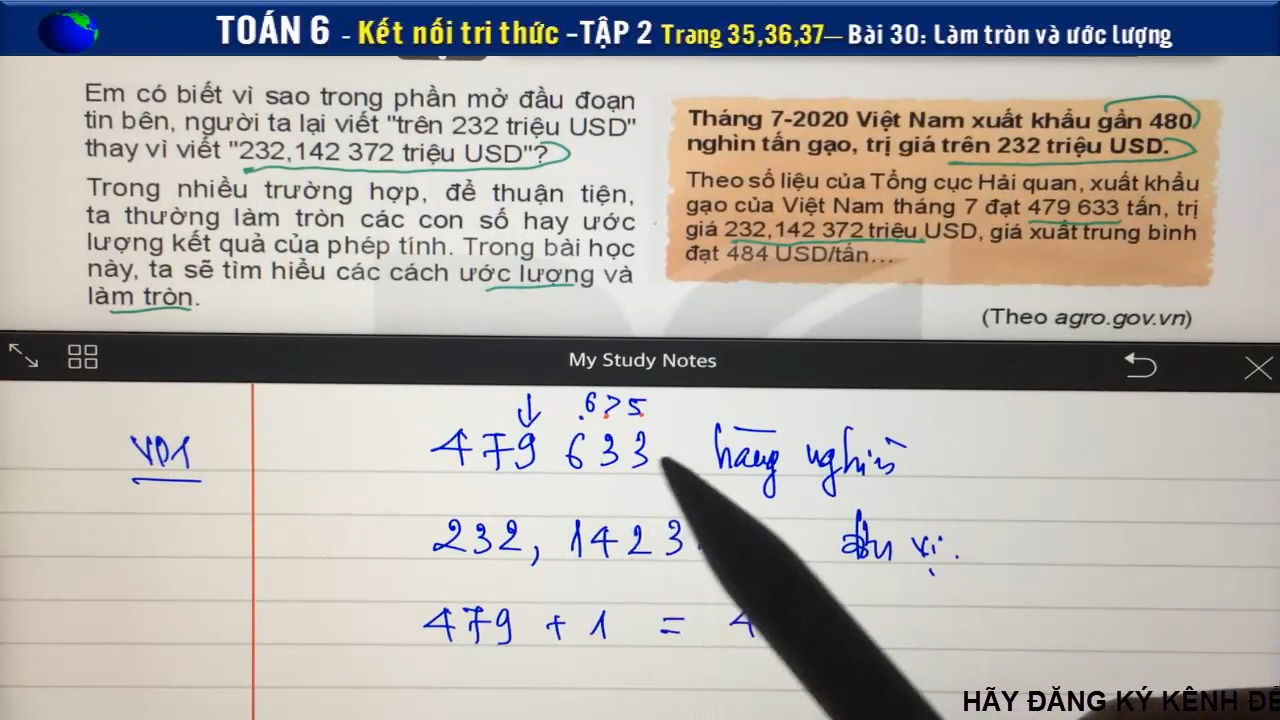 TOÁN 6 - Kết nối tri thức -TẬP 2 Trang 35,36,37– Bài 30: Làm tròn và ước lượng
Em có biết vì sao trong phần mở đầu đoạn
tin bên, người ta lại viết "trên 232 triệu USD"
thay vì viết "232,142 372 triệu USD"?
Trong nhiều trường hợp, để thuận tiện,
ta thường làm tròn các con số hay ước
lượng kết quả của phép tính. Trong bài học
này, ta sẽ tìm hiểu các cách ước lượng và
làm tròn.
Tháng 7-2020 Việt Nam xuất khẩu gần 480
nghìn tấn gạo, trị giá trên 232 triệu USD.
Theo số liệu của Tổng cục Hải quan, xuất khẩu
gạo của Việt Nam tháng 7 đạt 479 633 tấn, trị
giá 232,142 372 triệu USD, giá xuất trung bình
đạt 484 USD/tấn...
(Theo agro.gov.vn)
My Study Notes
6 > 5
VD1 479 633 hàng nghìn
232, 1423 đơn vị.
479 + 1 = 4
HÃY ĐĂNG KÝ KÊNH ĐỂ